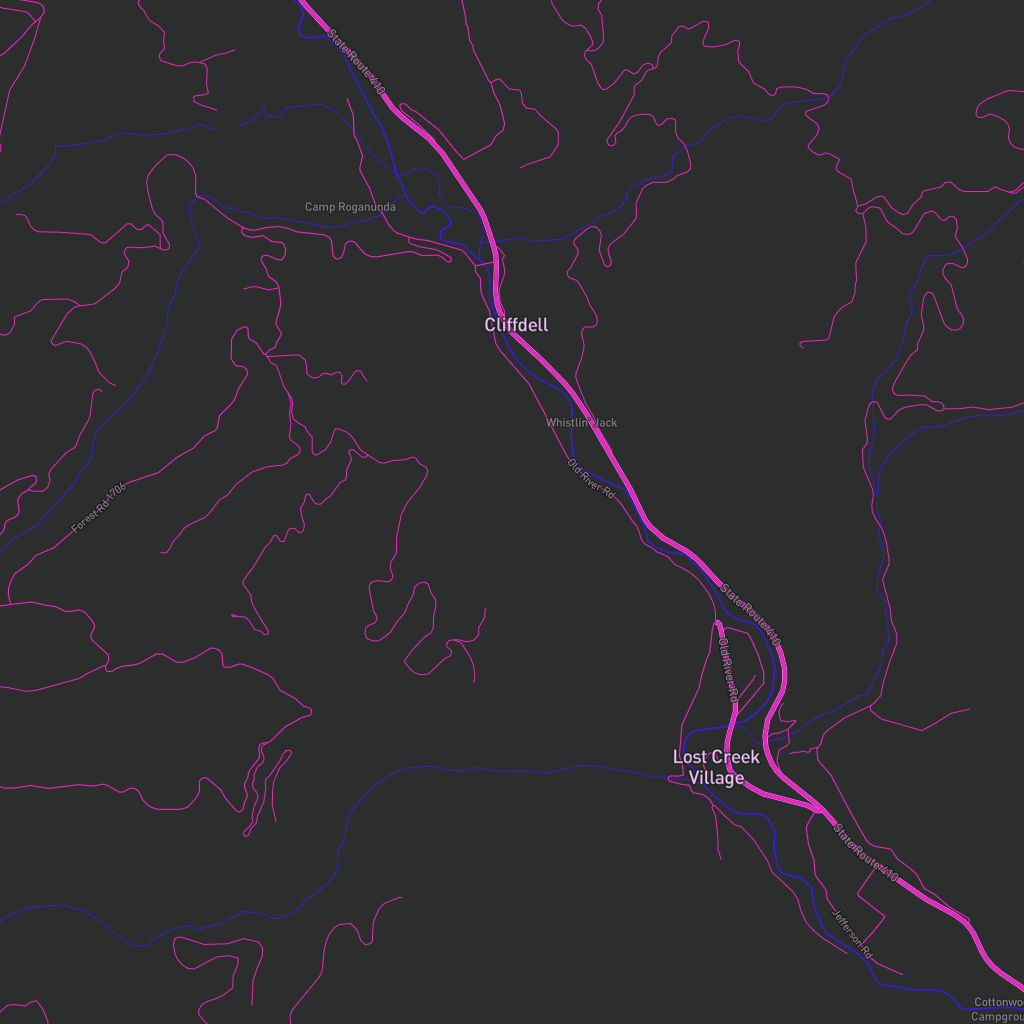 State Route 410
Camp Roganunda
Cliffdell
Whistlin' Jack
Old River Rd
Forest Rd 1706
State Route 410
Old River Rd
Lost Creek
Village
State Route 410
Jefferson Rd